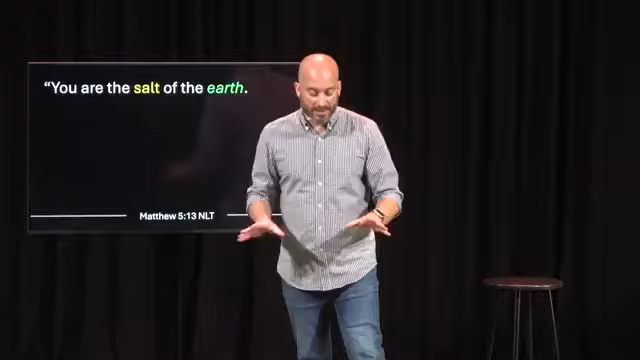 “You are the salt of the earth.
Matthew 5:13 NLT